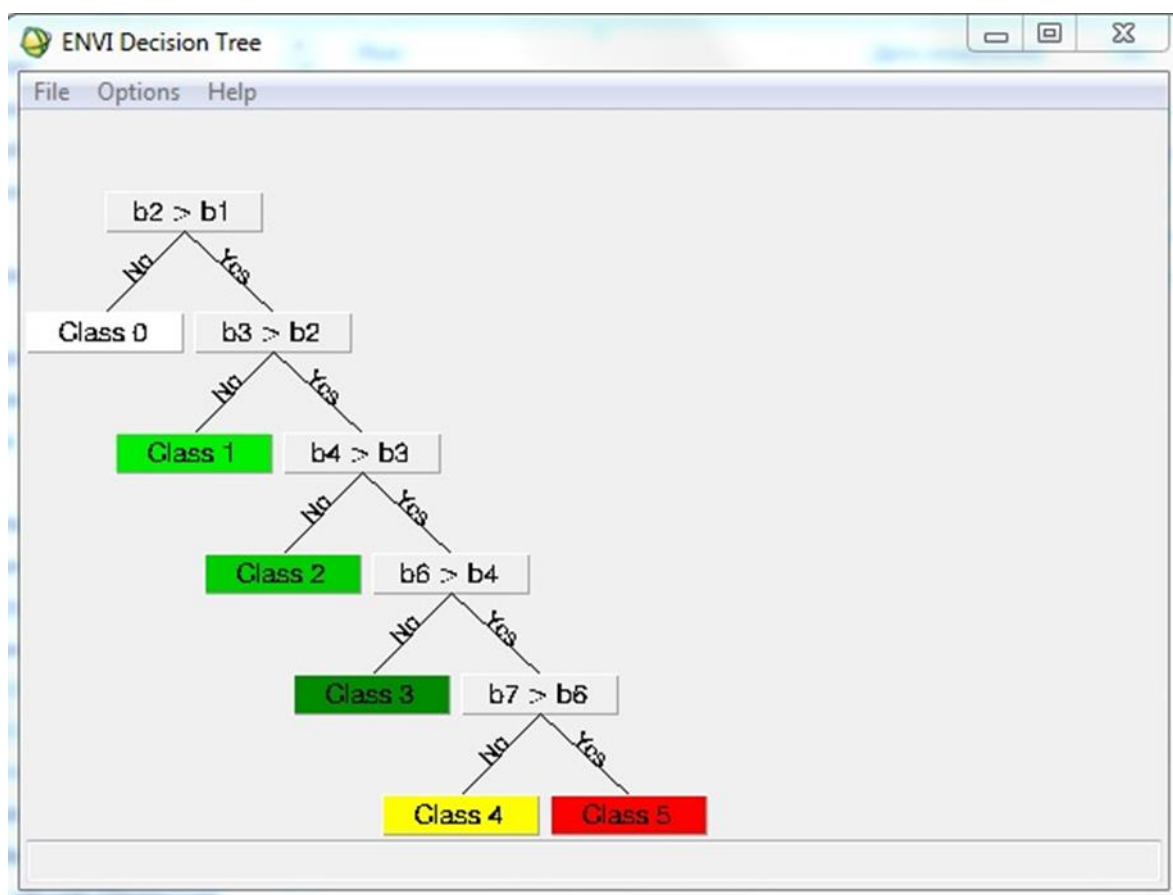 ENVI Decision Tree
File Options Help
b2 > b1
No Yes
Class 0 b3 > b2
No Yes
Class 1 b4 > b3
No Yes
Class 2 b6 > b4
No Yes
Class 3 b7 > b6
No Yes
Class 4 Class 5